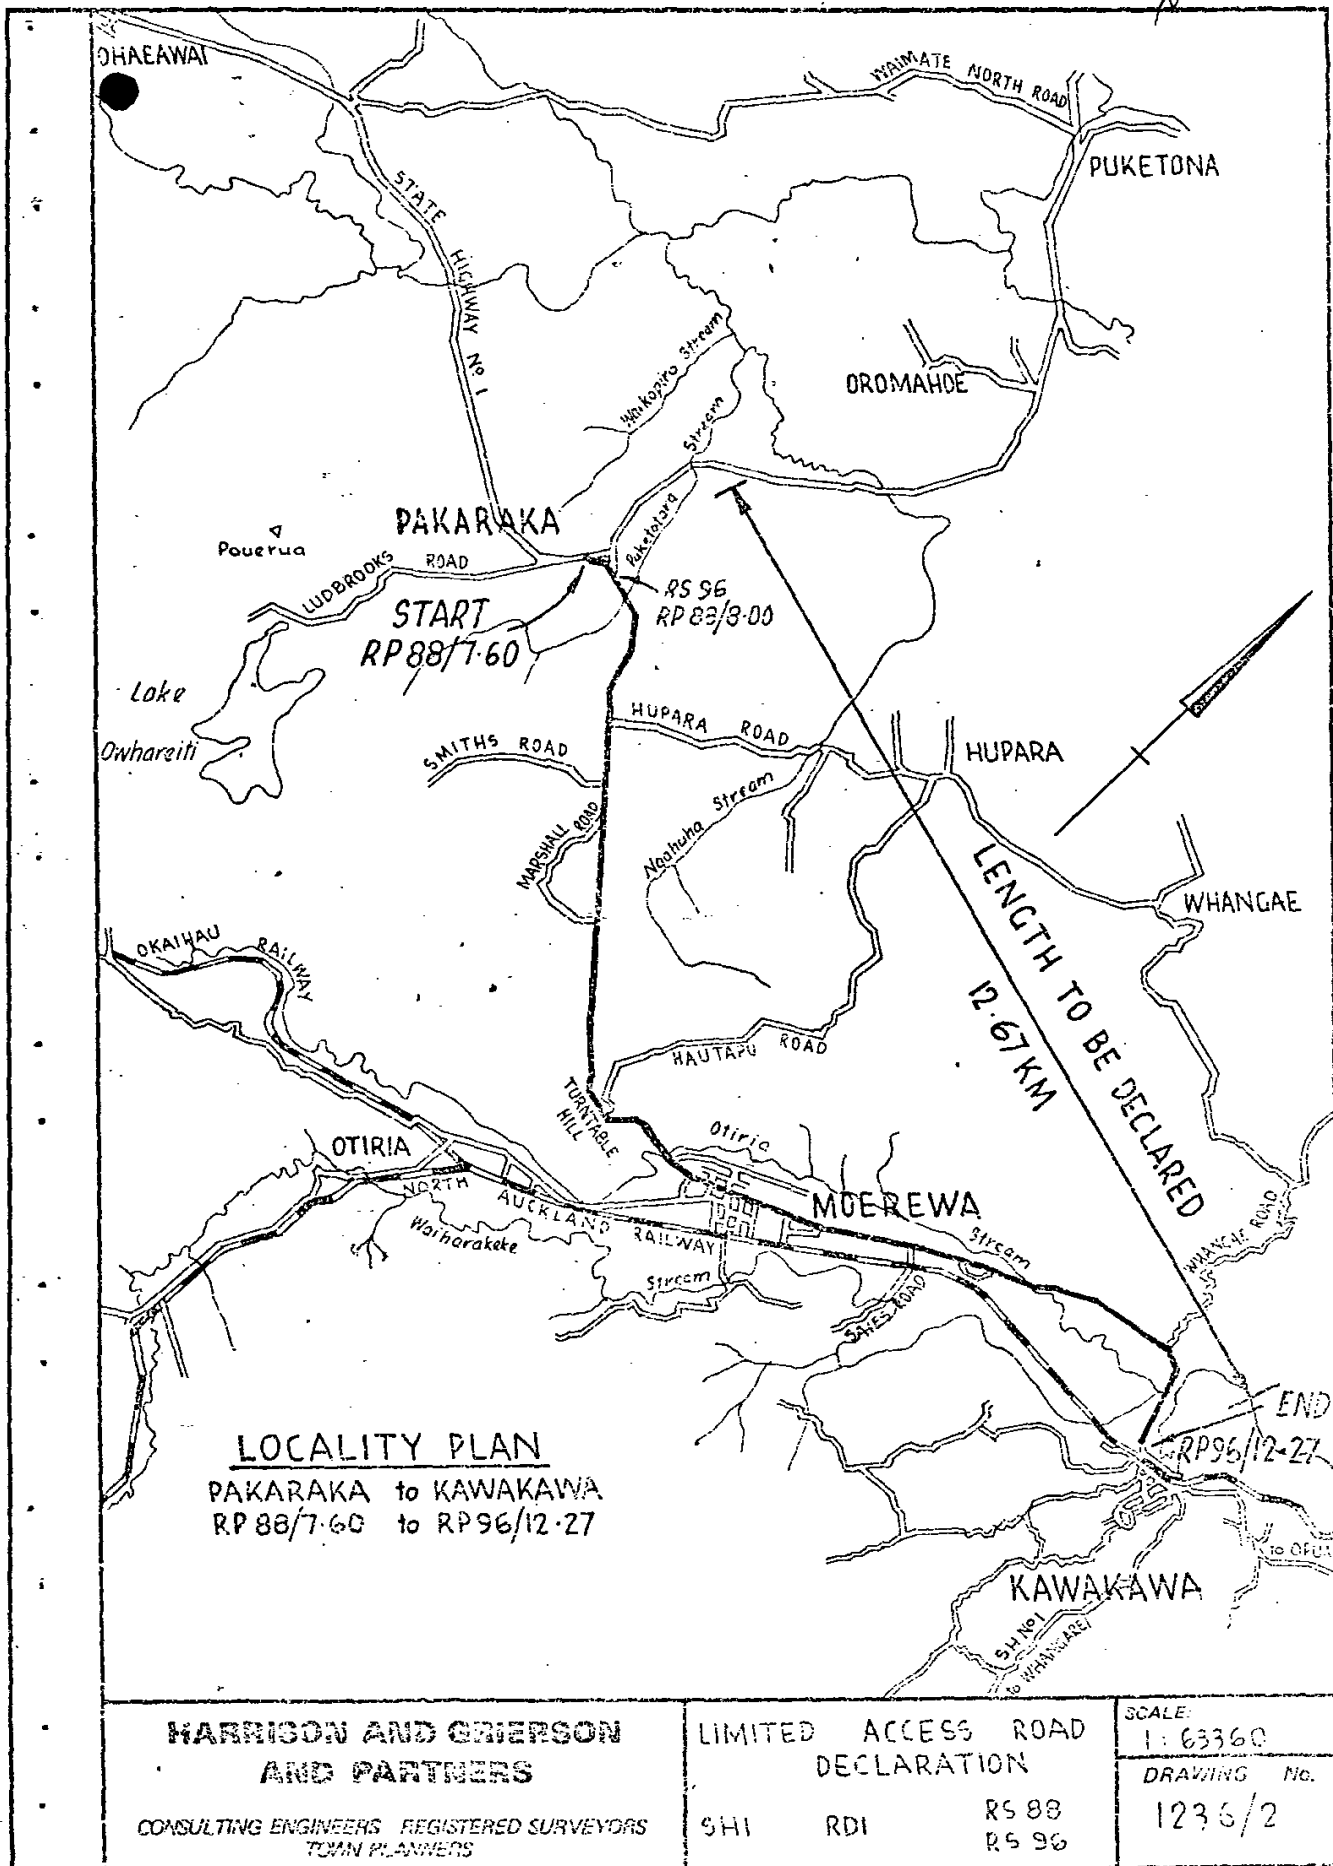 OHAEAWAI
WAIMATE NORTH ROAD
PUKETONA
STATE HIGHWAY No 1
Waikopiro Stream
OROMAHOE
Stream
Puketotara
PAKARAKA
Pouerua
LUDBROOKS ROAD
START
RP 88/7.60
RS 96
RP 88/8.00
Lake
Owhareiti
HUPARA ROAD
HUPARA
SMITHS ROAD
MARSHALL ROAD
Ngahuha Stream
LENGTH TO BE DECLARED
12.67 KM
WHANGAE
OKAIHAU RAILWAY
HAUTAPU ROAD
TURNTABLE
HILL
OTIRIA
Otiria
Stream
MOEREWA
NORTH AUCKLAND RAILWAY
Waiharakeke
Stream
WHANGAE ROAD
END
RP96/12.27
LOCALITY PLAN
PAKARAKA to KAWAKAWA
RP 88/7.60 to RP96/12.27
to OPUA
KAWAKAWA
SH No1
to WHANGAREI
HARRISON AND GRIERSON
AND PARTNERS
CONSULTING ENGINEERS REGISTERED SURVEYORS
TOWN PLANNERS
LIMITED ACCESS ROAD
DECLARATION
SH1 RD1 RS 88
RS 96
SCALE:
1: 63360
DRAWING No.
1236/2